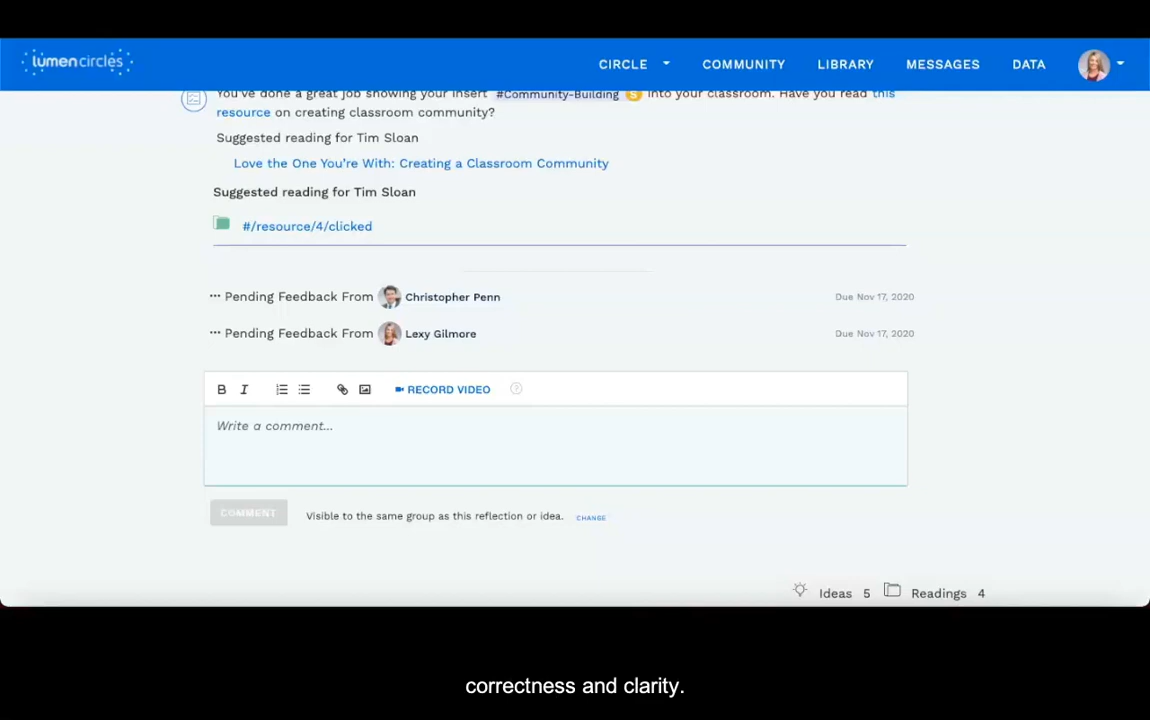 lumencircles
CIRCLE COMMUNITY LIBRARY MESSAGES DATA
You've done a great job showing your insert #Community-Building S into your classroom. Have you read this
resource on creating classroom community?
Suggested reading for Tim Sloan
Love the One You're With: Creating a Classroom Community
Suggested reading for Tim Sloan
#/resource/4/clicked
··· Pending Feedback From Christopher Penn Due Nov 17, 2020
··· Pending Feedback From Lexy Gilmore Due Nov 17, 2020
B I RECORD VIDEO ?
Write a comment...
COMMENT Visible to the same group as this reflection or idea. CHANGE
Ideas 5 Readings 4
correctness and clarity.